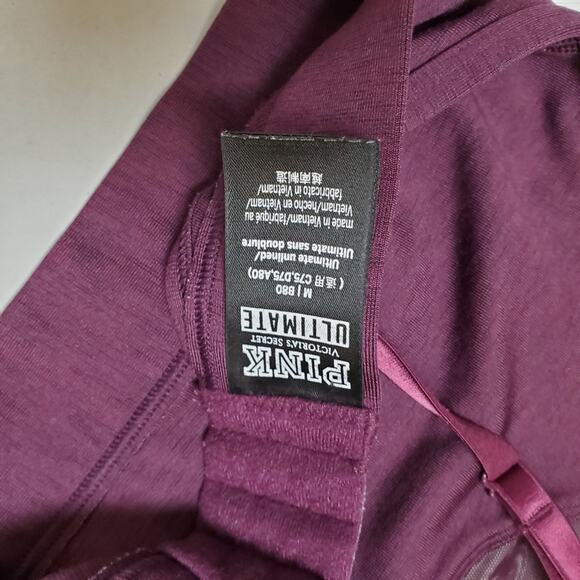 PINK
VICTORIA'S SECRET
ULTIMATE
M | B80
(适用 C75,D75,A80)
Ultimate unlined/
Ultimate sans doublure
made in Vietnam/fabriqué au
Vietnam/hecho en Vietnam/
fabbricato in Vietnam/
越南制造